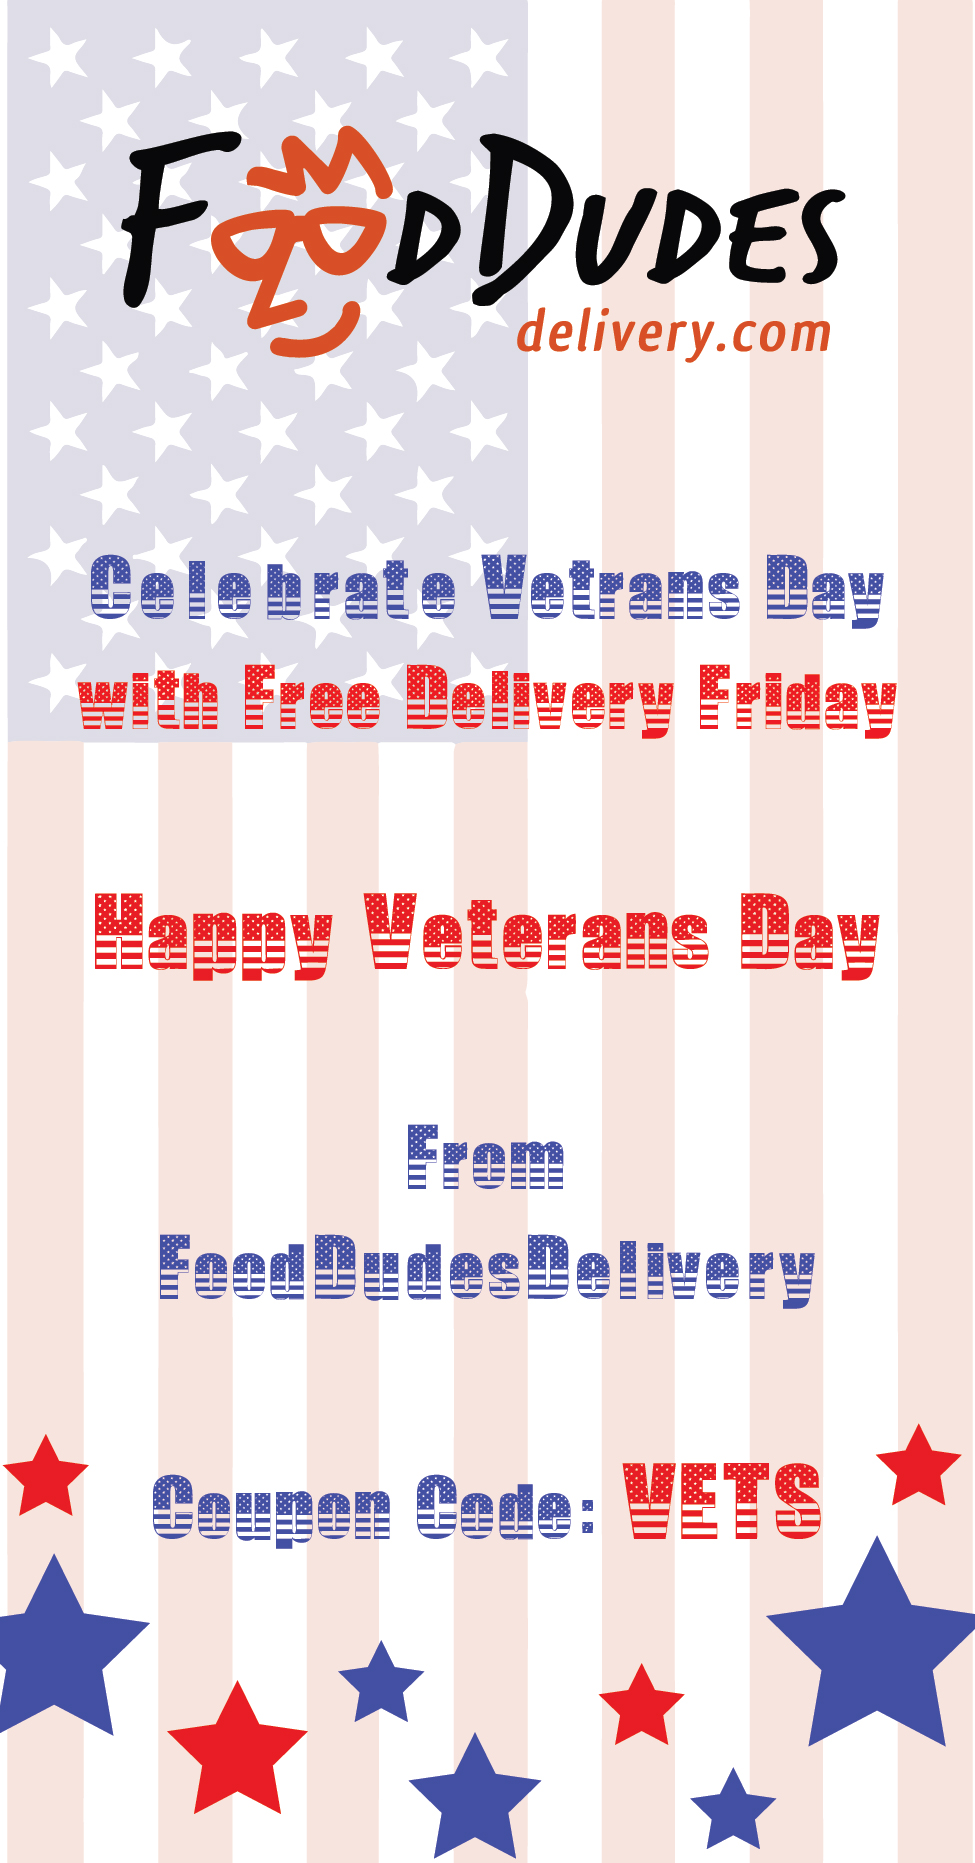 FoodDudes
delivery.com
Celebrate Vetrans Day
with Free Delivery Friday
Happy Veterans Day
From
FoodDudesDelivery
Coupon Code: VETS